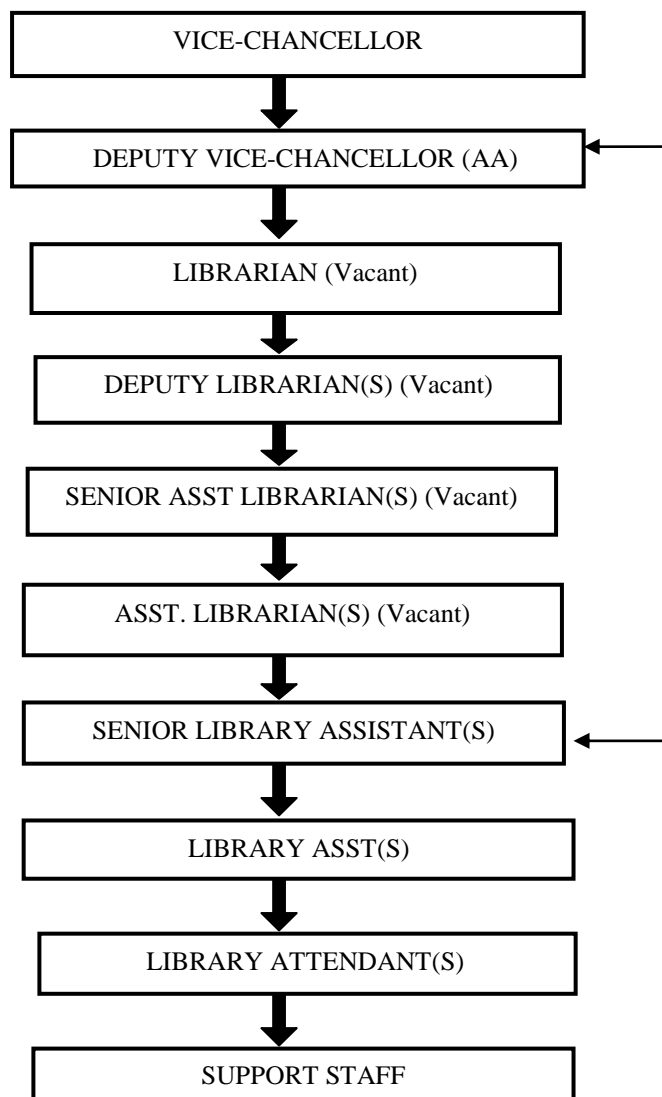 VICE-CHANCELLOR
DEPUTY VICE-CHANCELLOR (AA)
LIBRARIAN (Vacant)
DEPUTY LIBRARIAN(S) (Vacant)
SENIOR ASST LIBRARIAN(S) (Vacant)
ASST. LIBRARIAN(S) (Vacant)
SENIOR LIBRARY ASSISTANT(S)
LIBRARY ASST(S)
LIBRARY ATTENDANT(S)
SUPPORT STAFF